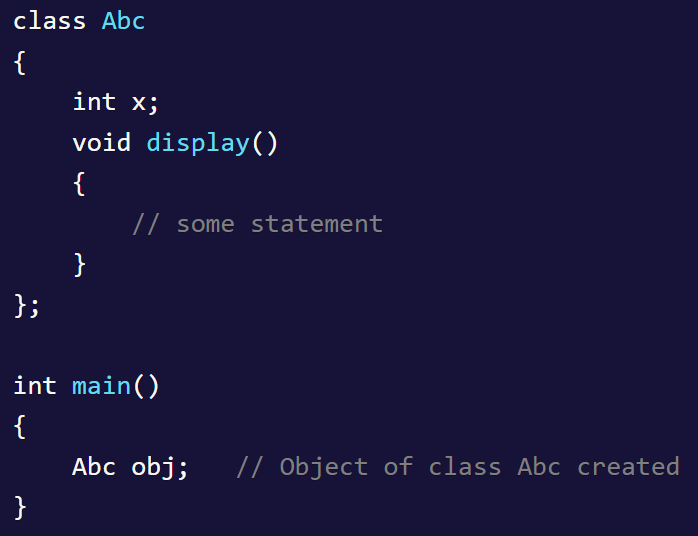 class Abc
{
    int x;
    void display()
    {
        // some statement
    }
};

int main()
{
    Abc obj;   // Object of class Abc created
}